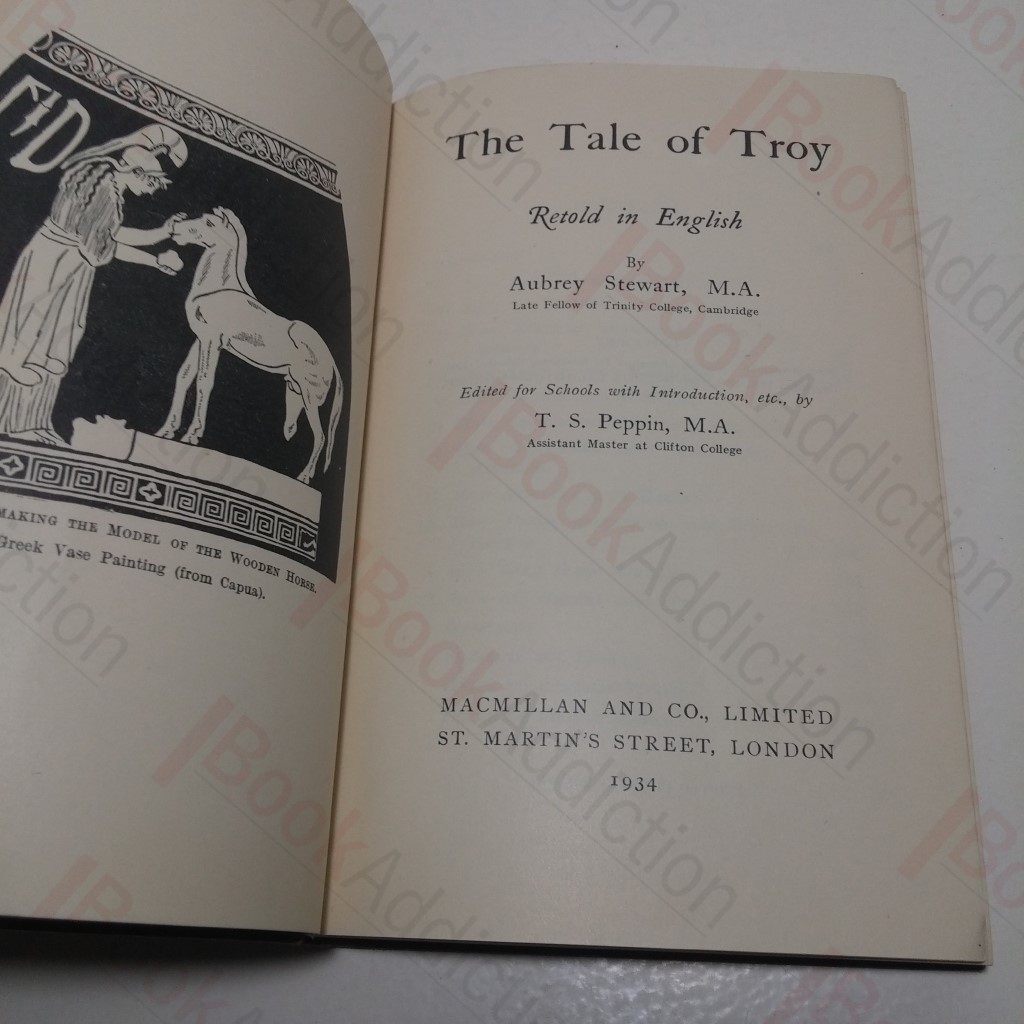 MAKING THE MODEL OF THE WOODEN HORSE.
Greek Vase Painting (from Capua).
The Tale of Troy
Retold in English
By
Aubrey Stewart, M.A.
Late Fellow of Trinity College, Cambridge
Edited for Schools with Introduction, etc., by
T. S. Peppin, M.A.
Assistant Master at Clifton College
MACMILLAN AND CO., LIMITED
ST. MARTIN'S STREET, LONDON
1934
BookAddiction